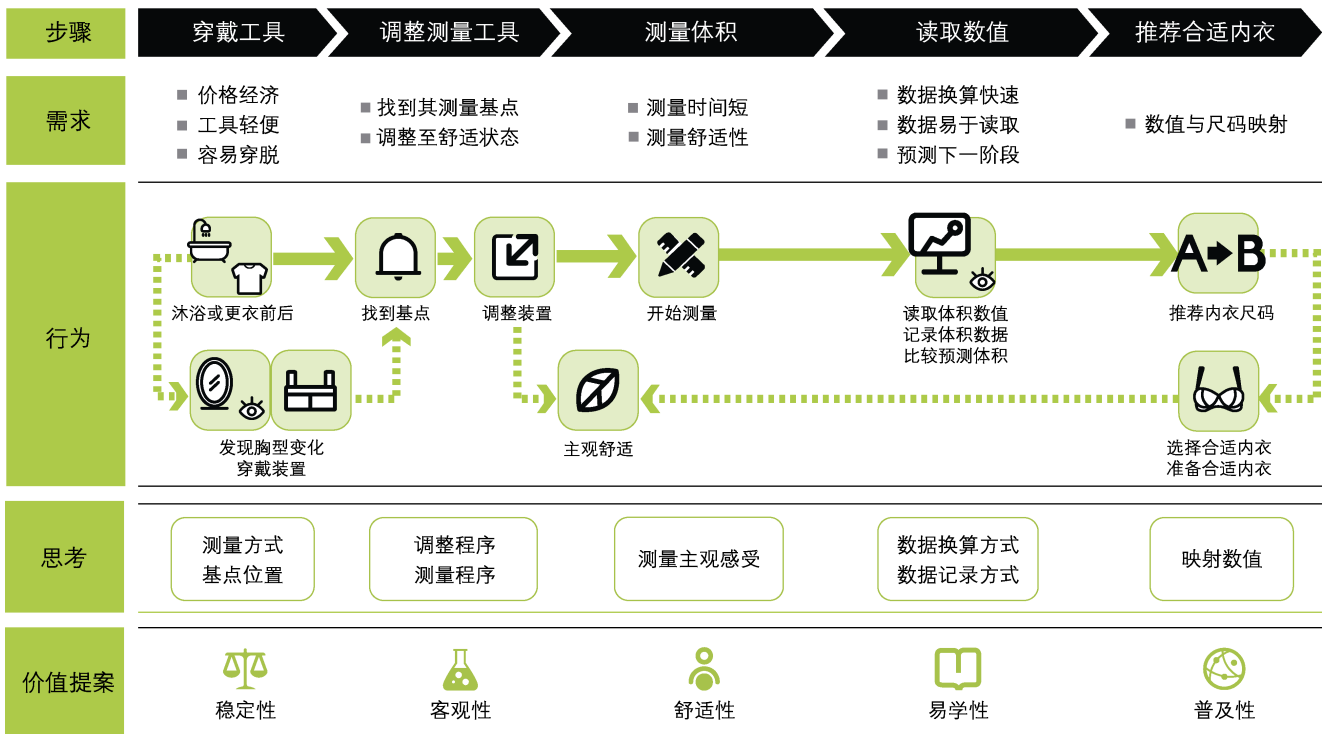 步骤
穿戴工具
调整测量工具
测量体积
读取数值
推荐合适内衣
需求
价格经济
工具轻便
容易穿脱
找到其测量基点
调整至舒适状态
测量时间短
测量舒适性
数据换算快速
数据易于读取
预测下一阶段
数值与尺码映射
行为
沐浴或更衣前后
找到基点
调整装置
开始测量
读取体积数值
记录体积数据
比较预测体积
A B
推荐内衣尺码
发现胸型变化
穿戴装置
主观舒适
选择合适内衣
准备合适内衣
思考
测量方式
基点位置
调整程序
测量程序
测量主观感受
数据换算方式
数据记录方式
映射数值
价值提案
稳定性
客观性
舒适性
易学性
普及性